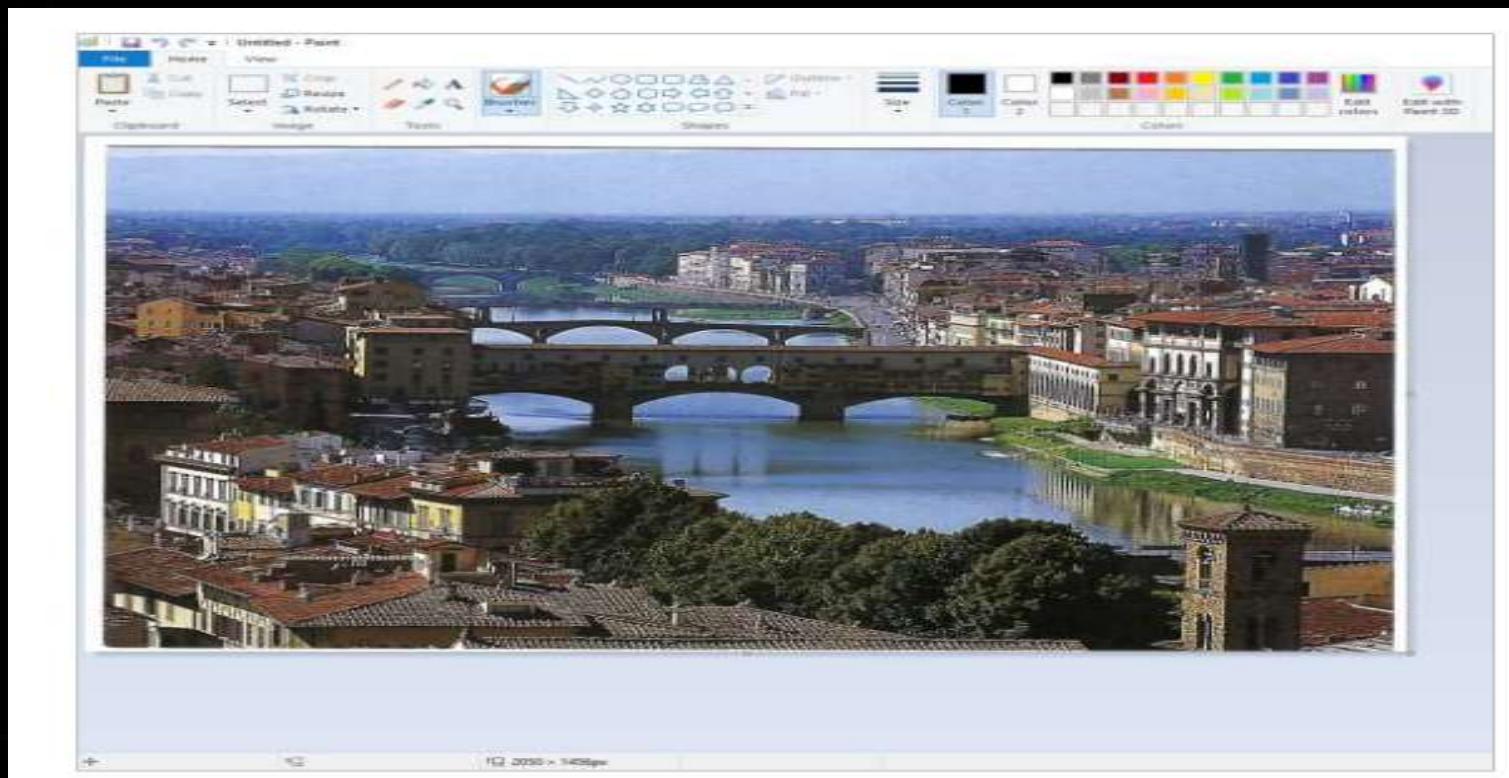 Untitled - Paint
File Home View
Paste Cut Copy Select Crop Resize Rotate A Brushes Outline Fill Size Color 1 Color 2 Edit colors Edit with Paint 3D
Clipboard Image Tools Shapes Colors